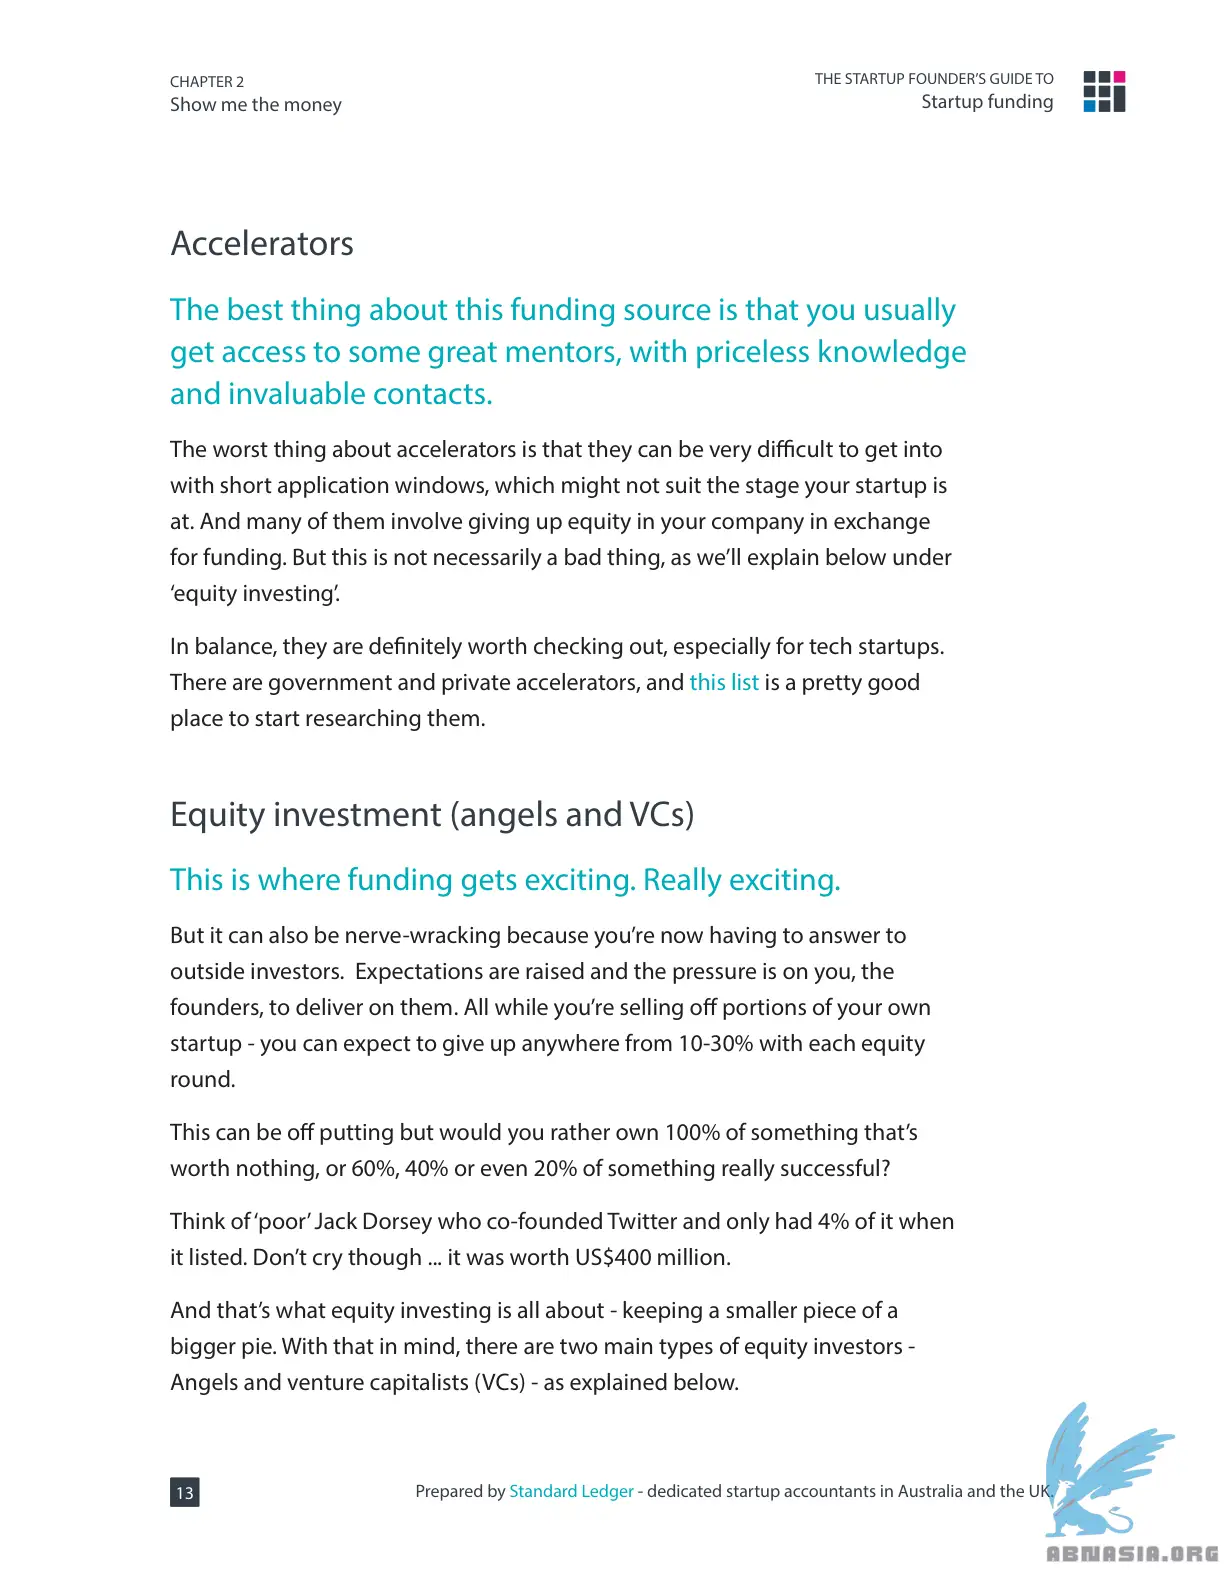 CHAPTER 2
Show me the money
THE STARTUP FOUNDER’S GUIDE TO
Startup funding
Accelerators
The best thing about this funding source is that you usually
get access to some great mentors, with priceless knowledge
and invaluable contacts.
The worst thing about accelerators is that they can be very difficult to get into
with short application windows, which might not suit the stage your startup is
at. And many of them involve giving up equity in your company in exchange
for funding. But this is not necessarily a bad thing, as we’ll explain below under
‘equity investing’.
In balance, they are definitely worth checking out, especially for tech startups.
There are government and private accelerators, and this list is a pretty good
place to start researching them.
Equity investment (angels and VCs)
This is where funding gets exciting. Really exciting.
But it can also be nerve-wracking because you’re now having to answer to
outside investors.  Expectations are raised and the pressure is on you, the
founders, to deliver on them. All while you’re selling off portions of your own
startup - you can expect to give up anywhere from 10-30% with each equity
round.
This can be off putting but would you rather own 100% of something that’s
worth nothing, or 60%, 40% or even 20% of something really successful?
Think of ‘poor’ Jack Dorsey who co-founded Twitter and only had 4% of it when
it listed. Don’t cry though ... it was worth US$400 million.
And that’s what equity investing is all about - keeping a smaller piece of a
bigger pie. With that in mind, there are two main types of equity investors -
Angels and venture capitalists (VCs) - as explained below.
13
Prepared by Standard Ledger - dedicated startup accountants in Australia and the UK.
ABNASIA.ORG